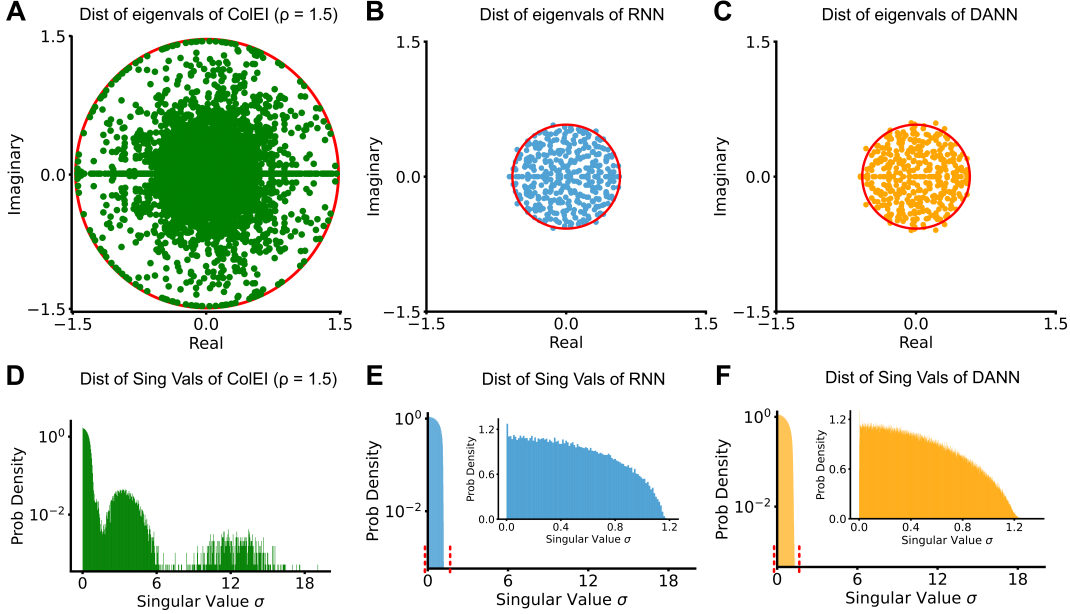 A
Dist of eigenvals of ColEI (ρ = 1.5)
1.5
0.0
−1.5
Imaginary
−1.5
0.0
1.5
Real
B
Dist of eigenvals of RNN
1.5
0.0
−1.5
Imaginary
−1.5
0.0
1.5
Real
C
Dist of eigenvals of DANN
1.5
0.0
−1.5
Imaginary
−1.5
0.0
1.5
Real
D
Dist of Sing Vals of ColEI (ρ = 1.5)
10⁰
10⁻²
Prob Density
0
6
12
18
Singular Value σ
E
Dist of Sing Vals of RNN
10⁰
10⁻²
Prob Density
0
6
12
18
Singular Value σ
1.2
0.6
0.0
Prob Density
0.0
0.4
0.8
1.2
Singular Value σ
F
Dist of Sing Vals of DANN
10⁰
10⁻²
Prob Density
0
6
12
18
Singular Value σ
1.2
0.6
0.0
Prob Density
0.0
0.4
0.8
1.2
Singular Value σ